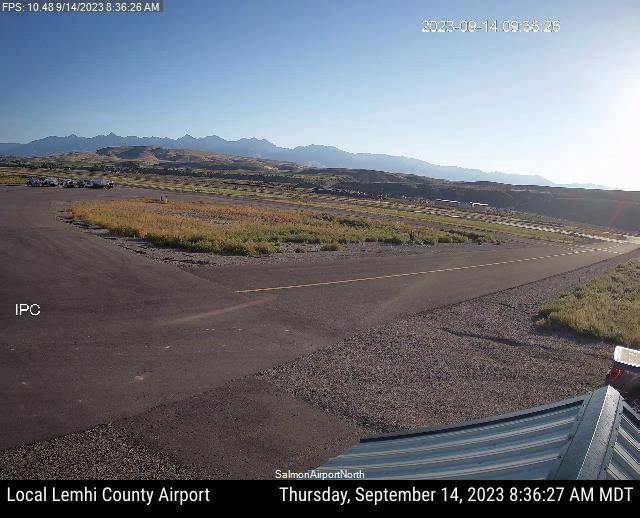 FPS: 10.48 9/14/2023 8:36:26 AM
2023-09-14 09:36:26
IPC
SalmonAirportNorth
Local Lemhi County Airport Thursday, September 14, 2023 8:36:27 AM MDT